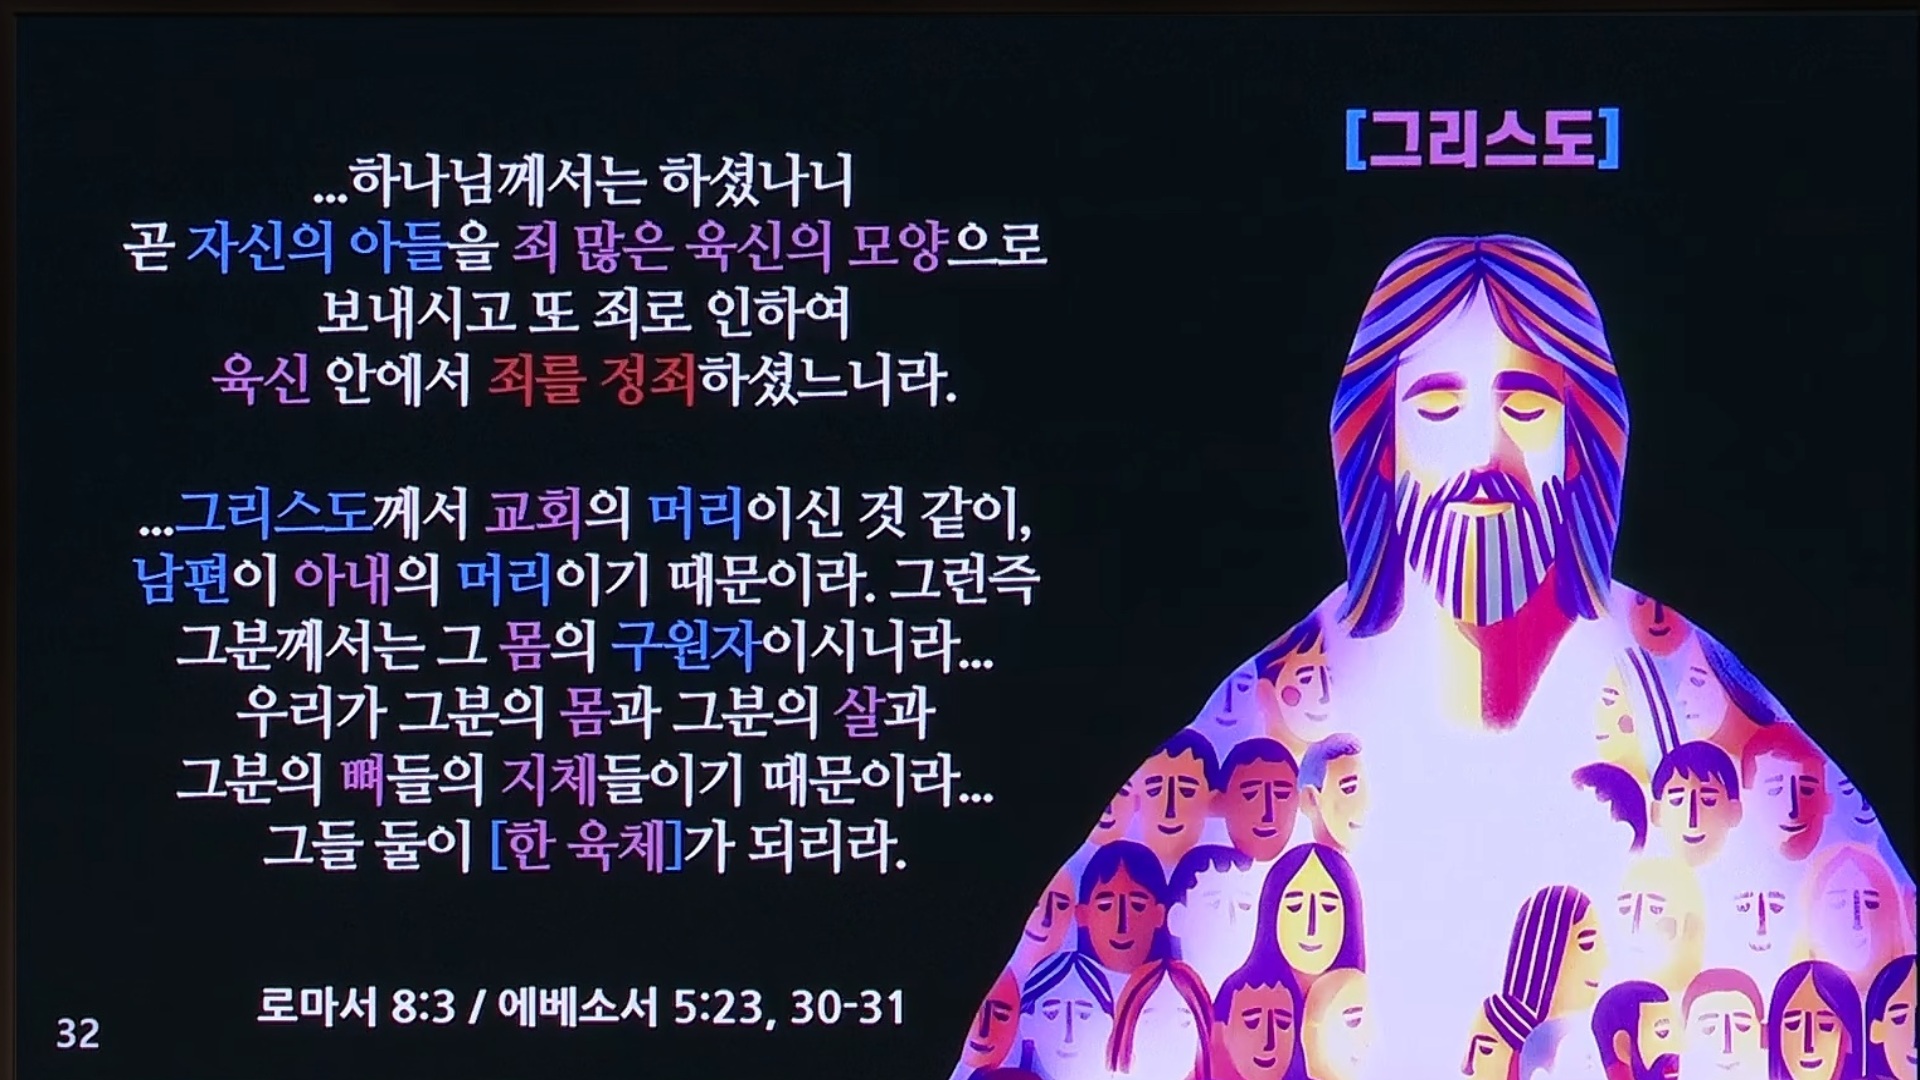 [그리스도]
...하나님께서는 하셨나니
곧 자신의 아들을 죄 많은 육신의 모양으로
보내시고 또 죄로 인하여
육신 안에서 죄를 정죄하셨느니라.
...그리스도께서 교회의 머리이신 것 같이,
남편이 아내의 머리이기 때문이라. 그런즉
그분께서는 그 몸의 구원자이시니라...
우리가 그분의 몸과 그분의 살과
그분의 뼈들의 지체들이기 때문이라...
그들 둘이 [한 육체]가 되리라.
로마서 8:3 / 에베소서 5:23, 30-31
32